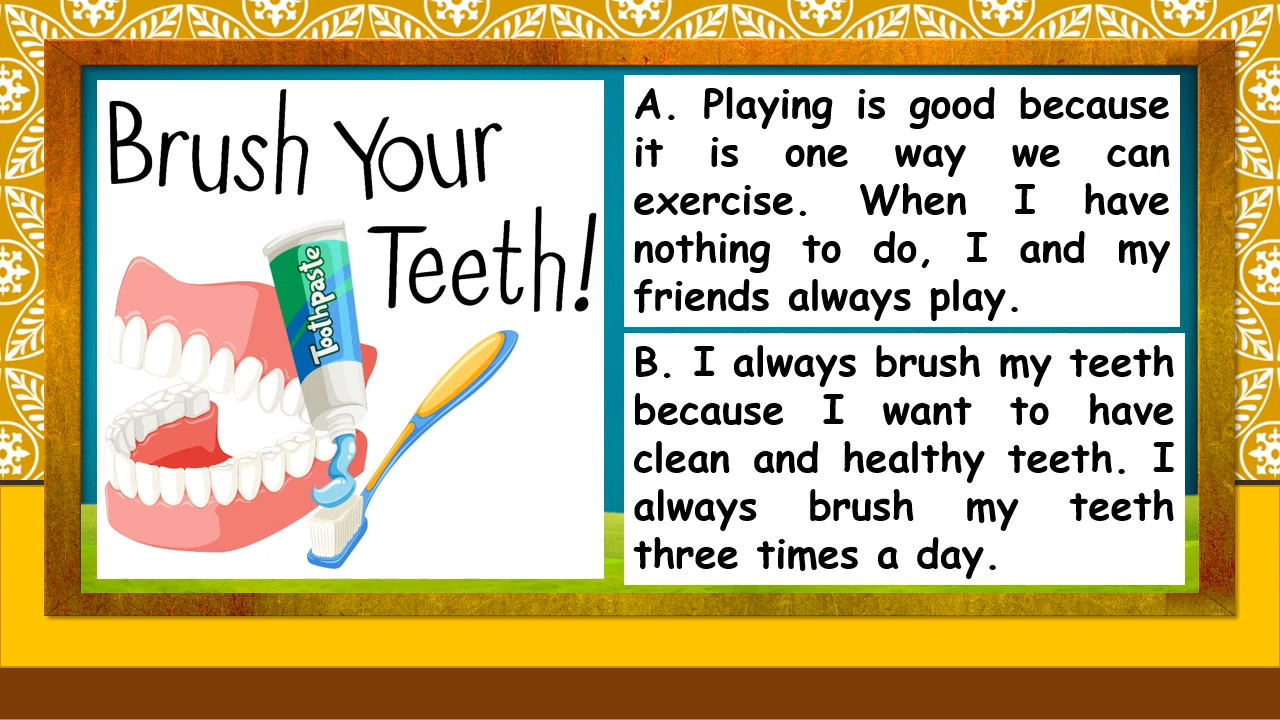 Brush Your
Teeth!
Toothpaste
A. Playing is good because
it is one way we can
exercise. When I have
nothing to do, I and my
friends always play.
B. I always brush my teeth
because I want to have
clean and healthy teeth. I
always brush my teeth
three times a day.